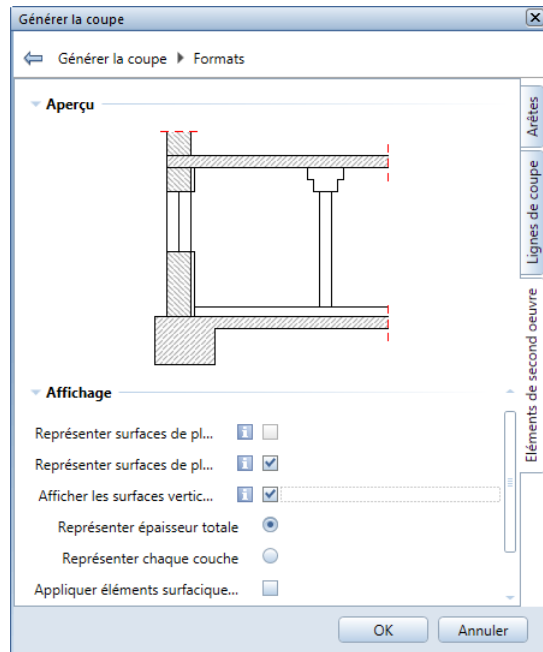 Générer la coupe
Générer la coupe Formats
Aperçu
Affichage
Représenter surfaces de pl...
Représenter surfaces de pl...
Afficher les surfaces vertic...
Représenter épaisseur totale
Représenter chaque couche
Appliquer éléments surfacique...
OK Annuler
Arêtes
Lignes de coupe
Eléments de second oeuvre